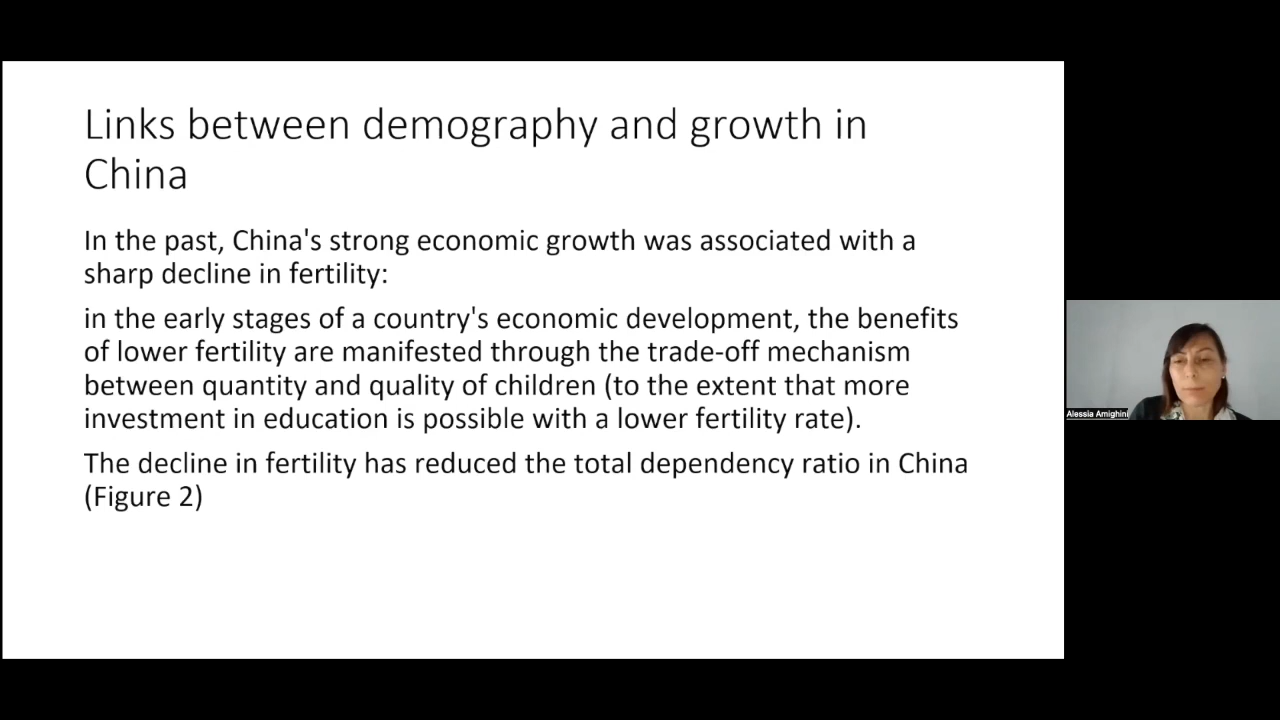 Links between demography and growth in
China
In the past, China's strong economic growth was associated with a
sharp decline in fertility:
in the early stages of a country's economic development, the benefits
of lower fertility are manifested through the trade-off mechanism
between quantity and quality of children (to the extent that more
investment in education is possible with a lower fertility rate).
The decline in fertility has reduced the total dependency ratio in China
(Figure 2)
Alessia Amighini